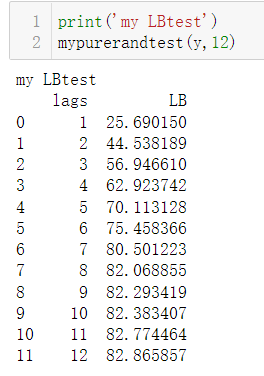 1 print('my LBtest')
2 mypurerandtest(y,12)
my LBtest
lags LB
0 1 25.690150
1 2 44.538189
2 3 56.946610
3 4 62.923742
4 5 70.113128
5 6 75.458366
6 7 80.501223
7 8 82.068855
8 9 82.293419
9 10 82.383407
10 11 82.774464
11 12 82.865857